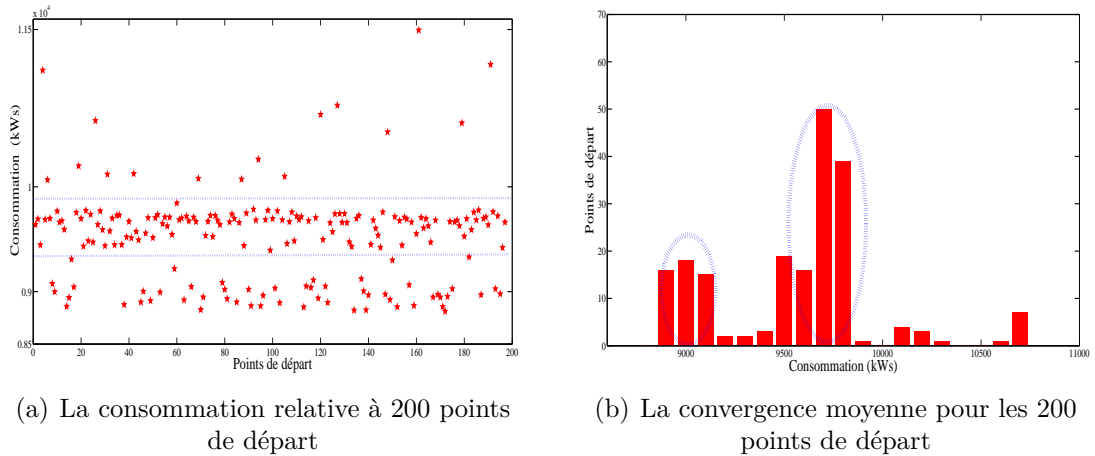 x 10^4
1.15
1
0.9
0.85
Consommation (kWs)
0 20 40 60 80 100 120 140 160 180 200
Points de départ
(a) La consommation relative à 200 points
de départ
70
60
50
40
30
20
10
0
Points de départ
9000 9500 10000 10500 11000
Consommation (kWs)
(b) La convergence moyenne pour les 200
points de départ